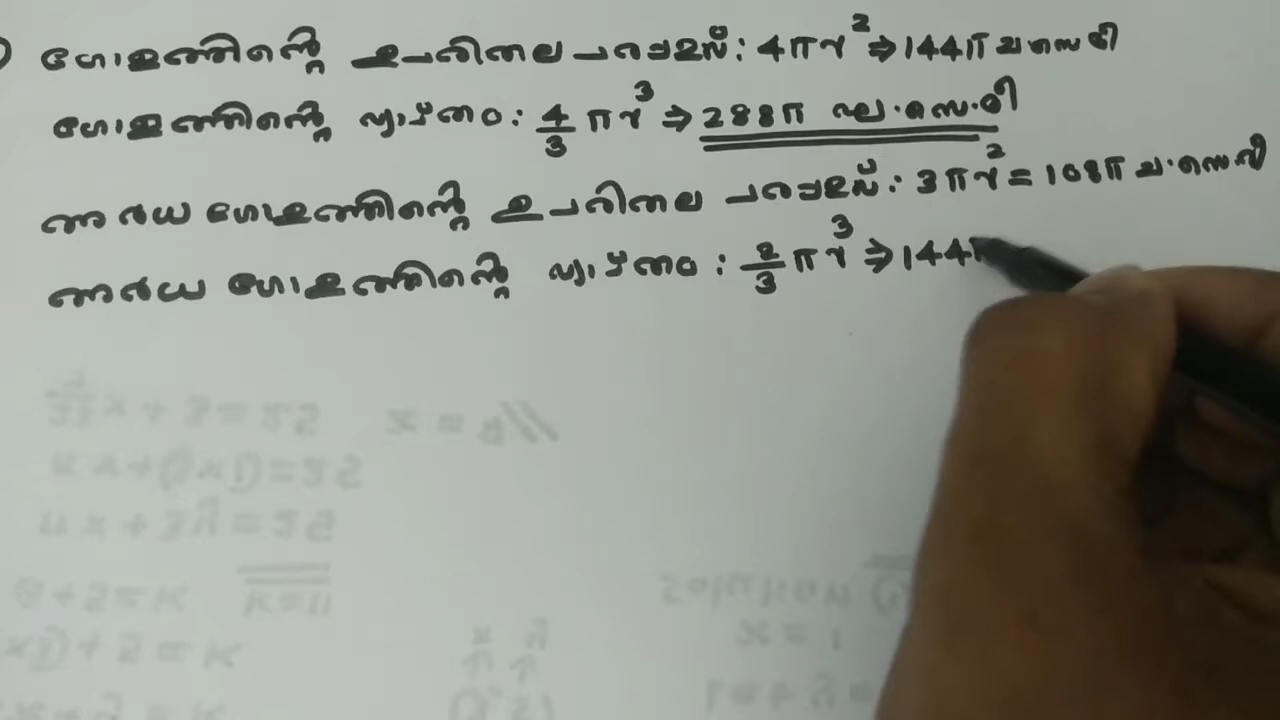 ഗോളത്തിന്റെ ഉപരിതല പരപ്പളവ് : 4πr² ⇒ 144π ച സെ മീ
ഗോളത്തിന്റെ വ്യാപ്തം : 4/3 πr³ ⇒ 288π ഘ.സെ.മീ
അർധ ഗോളത്തിന്റെ ഉപരിതല പരപ്പളവ് : 3πr² = 108π ച.സെ.മീ
അർധ ഗോളത്തിന്റെ വ്യാപ്തം : 2/3 πr³ ⇒ 144π